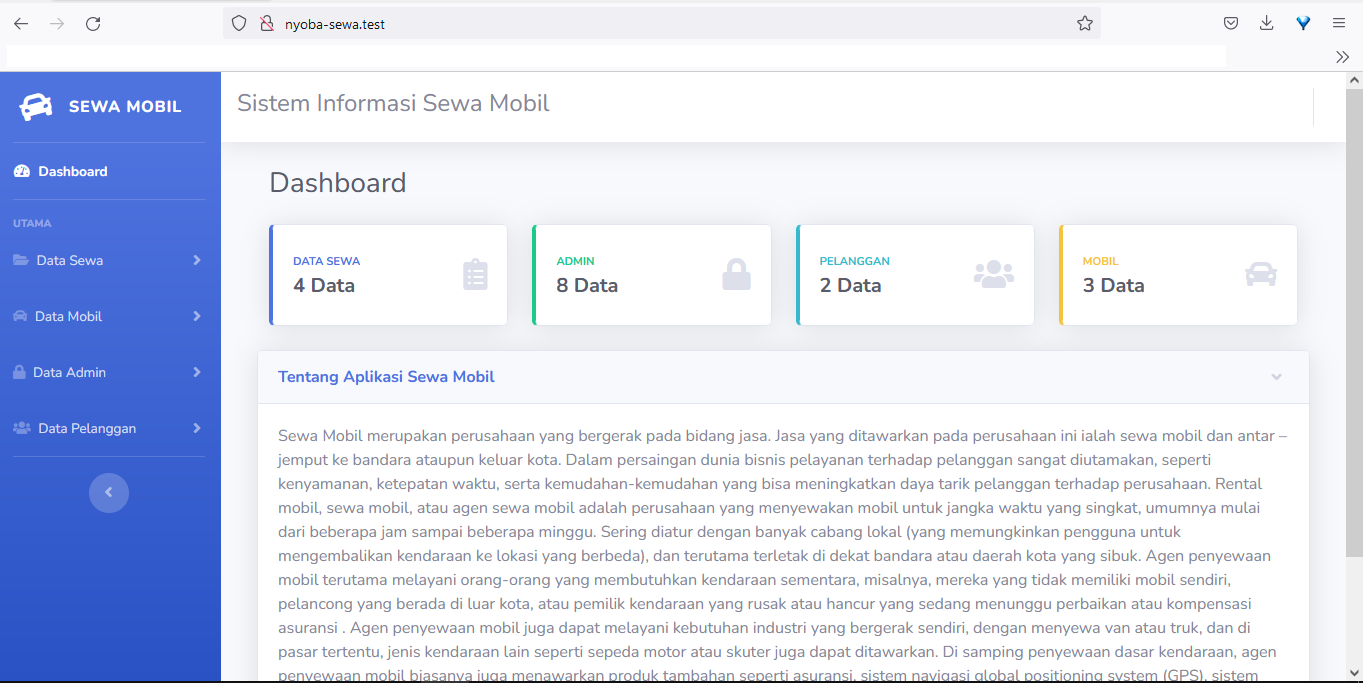 nyoba-sewa.test
SEWA MOBIL
Sistem Informasi Sewa Mobil
Dashboard
UTAMA
Data Sewa
Data Mobil
Data Admin
Data Pelanggan
Dashboard
DATA SEWA
4 Data
ADMIN
8 Data
PELANGGAN
2 Data
MOBIL
3 Data
Tentang Aplikasi Sewa Mobil
Sewa Mobil merupakan perusahaan yang bergerak pada bidang jasa. Jasa yang ditawarkan pada perusahaan ini ialah sewa mobil dan antar –
jemput ke bandara ataupun keluar kota. Dalam persaingan dunia bisnis pelayanan terhadap pelanggan sangat diutamakan, seperti
kenyamanan, ketepatan waktu, serta kemudahan-kemudahan yang bisa meningkatkan daya tarik pelanggan terhadap perusahaan. Rental
mobil, sewa mobil, atau agen sewa mobil adalah perusahaan yang menyewakan mobil untuk jangka waktu yang singkat, umumnya mulai
dari beberapa jam sampai beberapa minggu. Sering diatur dengan banyak cabang lokal (yang memungkinkan pengguna untuk
mengembalikan kendaraan ke lokasi yang berbeda), dan terutama terletak di dekat bandara atau daerah kota yang sibuk. Agen penyewaan
mobil terutama melayani orang-orang yang membutuhkan kendaraan sementara, misalnya, mereka yang tidak memiliki mobil sendiri,
pelancong yang berada di luar kota, atau pemilik kendaraan yang rusak atau hancur yang sedang menunggu perbaikan atau kompensasi
asuransi . Agen penyewaan mobil juga dapat melayani kebutuhan industri yang bergerak sendiri, dengan menyewa van atau truk, dan di
pasar tertentu, jenis kendaraan lain seperti sepeda motor atau skuter juga dapat ditawarkan. Di samping penyewaan dasar kendaraan, agen
penyewaan mobil biasanya juga menawarkan produk tambahan seperti asuransi, sistem navigasi global positioning system (GPS), sistem